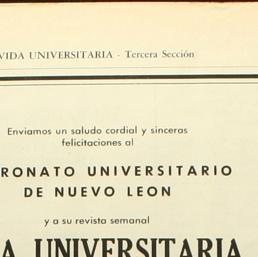 VIDA UNIVERSITARIA - Tercera Sección
Enviamos un saludo cordial y sinceras
felicitaciones al
RONATO UNIVERSITARIO
DE NUEVO LEON
y a su revista semanal
A UNIVERSITARIA